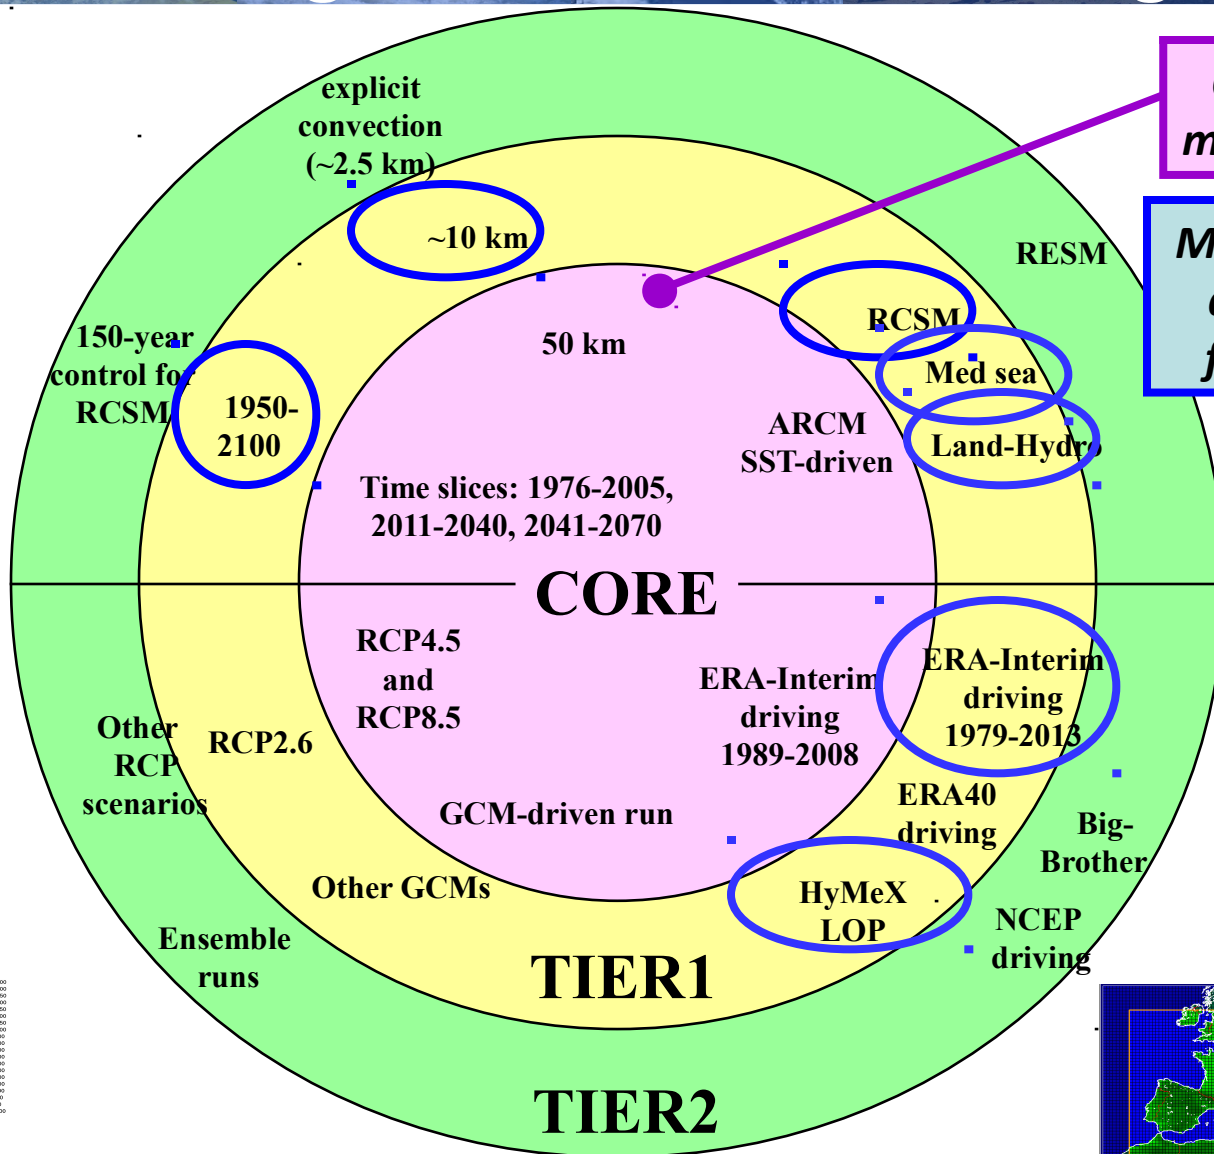 explicit
convection
(~2.5 km)
~10 km
RESM
RCSM
150-year
control for
RCSM
50 km
Med sea
1950-
2100
ARCM
SST-driven
Land-Hydro
Time slices: 1976-2005,
2011-2040, 2041-2070
CORE
RCP4.5
and
RCP8.5
ERA-Interim
driving
1989-2008
ERA-Interim
driving
1979-2013
Other
RCP
scenarios
RCP2.6
GCM-driven run
ERA40
driving
Big-
Brother
Other GCMs
HyMeX
LOP
NCEP
driving
Ensemble
runs
TIER1
TIER2